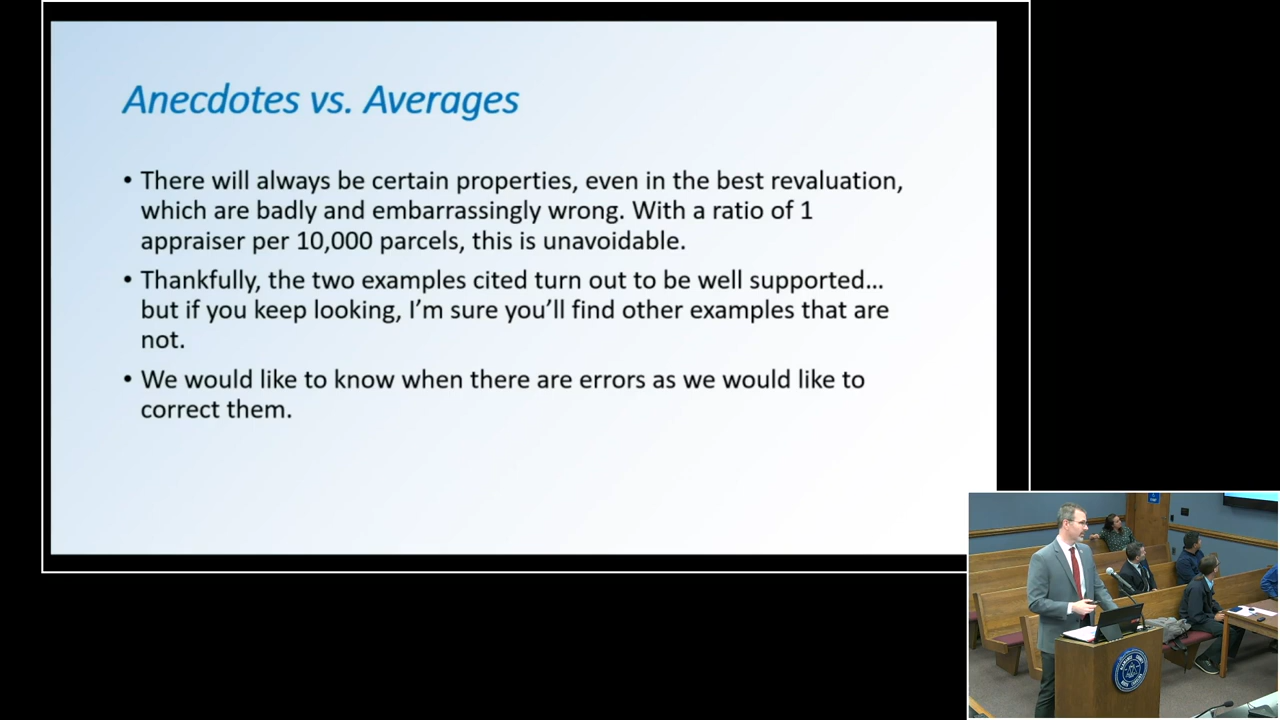 Anecdotes vs. Averages
• There will always be certain properties, even in the best revaluation,
which are badly and embarrassingly wrong. With a ratio of 1
appraiser per 10,000 parcels, this is unavoidable.
• Thankfully, the two examples cited turn out to be well supported…
but if you keep looking, I’m sure you’ll find other examples that are
not.
• We would like to know when there are errors as we would like to
correct them.